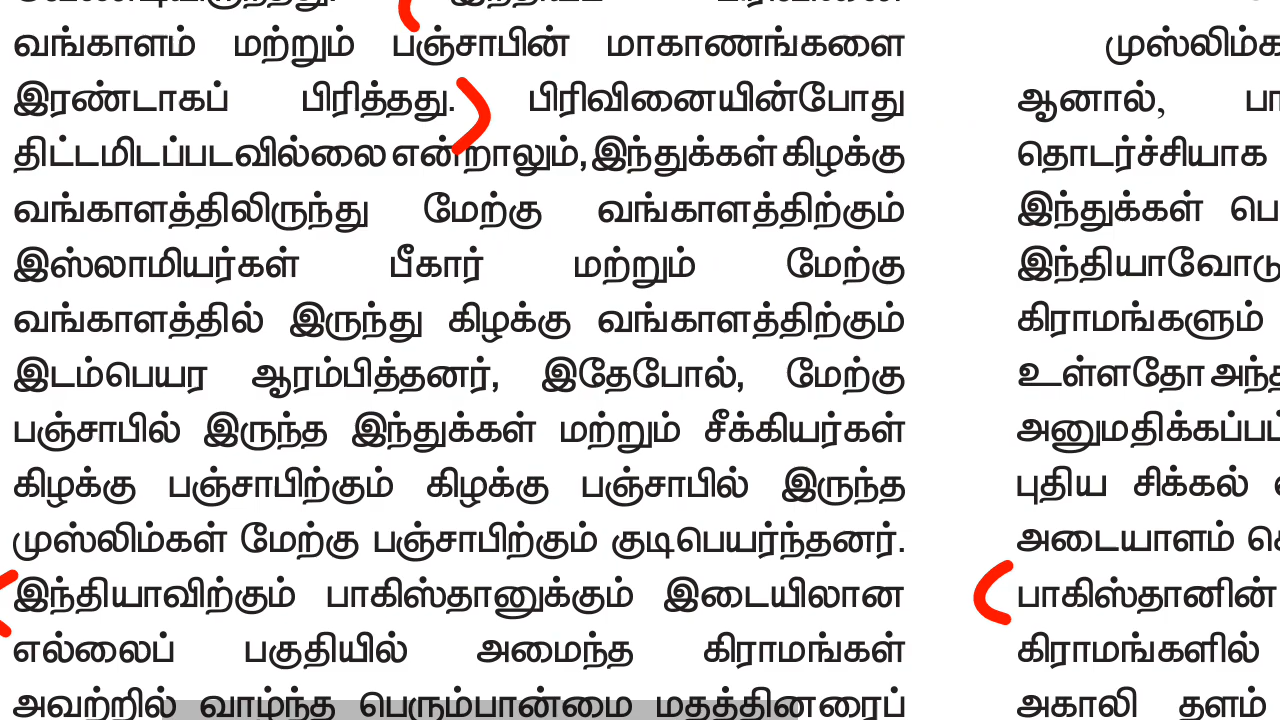 வங்காளம் மற்றும் பஞ்சாபின் மாகாணங்களை
இரண்டாகப் பிரித்தது. பிரிவினையின்போது
திட்டமிடப்படவில்லை என்றாலும், இந்துக்கள் கிழக்கு
வங்காளத்திலிருந்து மேற்கு வங்காளத்திற்கும்
இஸ்லாமியர்கள் பீகார் மற்றும் மேற்கு
வங்காளத்தில் இருந்து கிழக்கு வங்காளத்திற்கும்
இடம்பெயர ஆரம்பித்தனர், இதேபோல், மேற்கு
பஞ்சாபில் இருந்த இந்துக்கள் மற்றும் சீக்கியர்கள்
கிழக்கு பஞ்சாபிற்கும் கிழக்கு பஞ்சாபில் இருந்த
முஸ்லிம்கள் மேற்கு பஞ்சாபிற்கும் குடிபெயர்ந்தனர்.
இந்தியாவிற்கும் பாகிஸ்தானுக்கும் இடையிலான
எல்லைப் பகுதியில் அமைந்த கிராமங்கள்
அவற்றில் வாழ்ந்த பெரும்பான்மை மதத்தினரைப்
முஸ்லிம்க
ஆனால், பா
தொடர்ச்சியாக
இந்துக்கள் பெ
இந்தியாவோடு
கிராமங்களும்
உள்ளதோ அந்த
அனுமதிக்கப்ப
புதிய சிக்கல்
அடையாளம் செ
பாகிஸ்தானின்
கிராமங்களில்
அகாலி தளம்